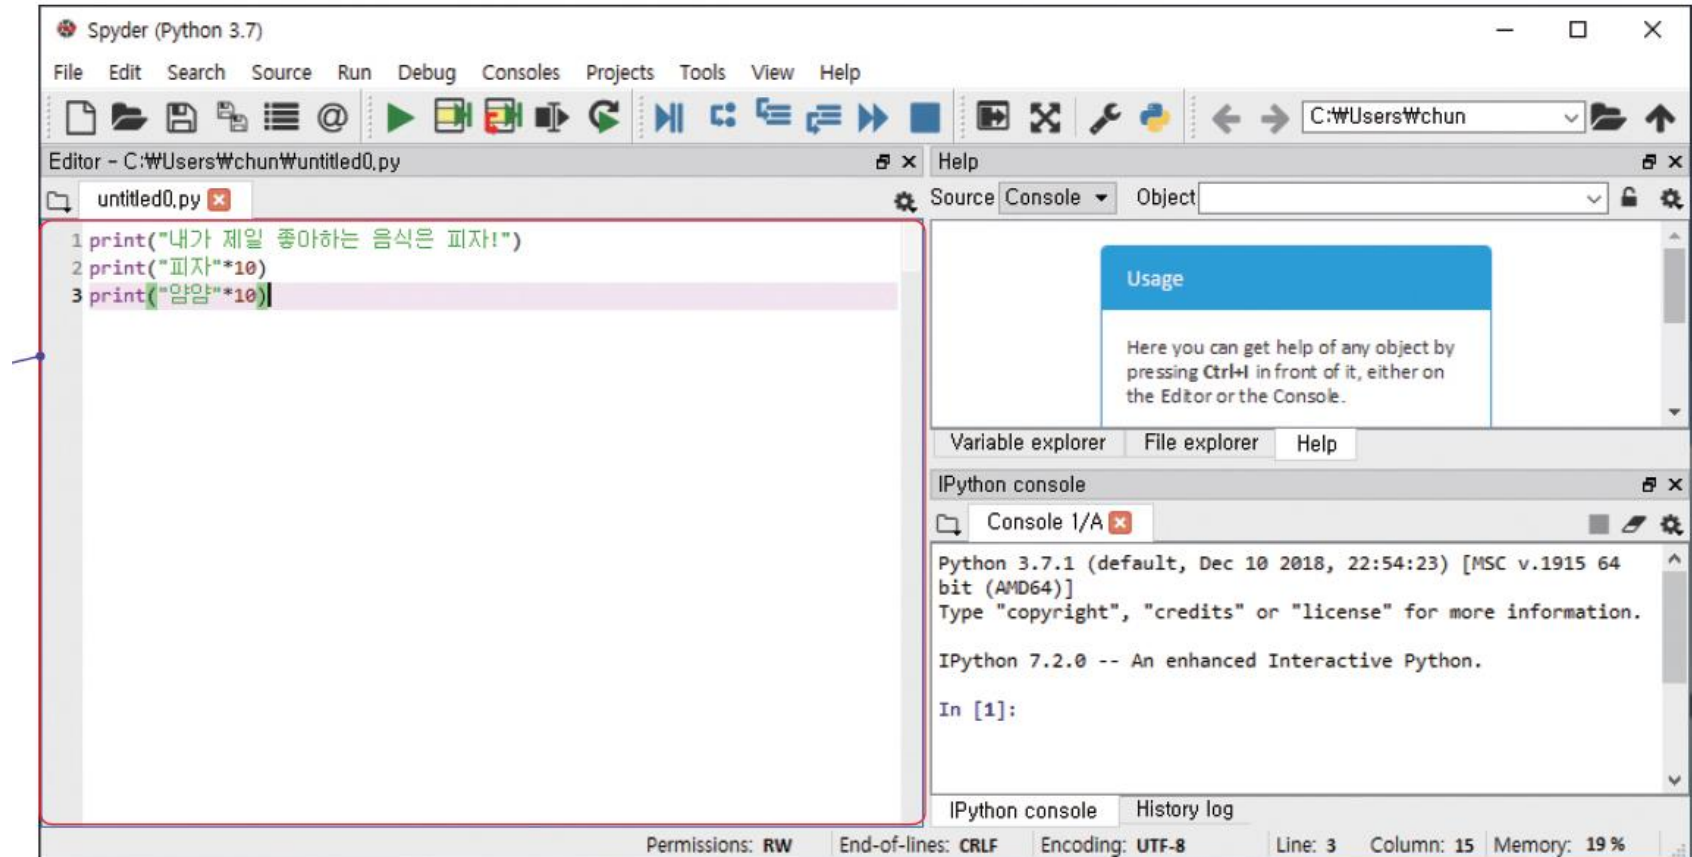 Spyder (Python 3.7)
File Edit Search Source Run Debug Consoles Projects Tools View Help
C:₩Users₩chun
Editor - C:₩Users₩chun₩untitled0.py
untitled0.py
1 print("내가 제일 좋아하는 음식은 피자!")
2 print("피자"*10)
3 print("얌얌"*10)
Help
Source Console Object
Usage
Here you can get help of any object by
pressing Ctrl+I in front of it, either on
the Editor or the Console.
Variable explorer File explorer Help
IPython console
Console 1/A
Python 3.7.1 (default, Dec 10 2018, 22:54:23) [MSC v.1915 64
bit (AMD64)]
Type "copyright", "credits" or "license" for more information.
IPython 7.2.0 -- An enhanced Interactive Python.
In [1]:
IPython console History log
Permissions: RW End-of-lines: CRLF Encoding: UTF-8 Line: 3 Column: 15 Memory: 19 %